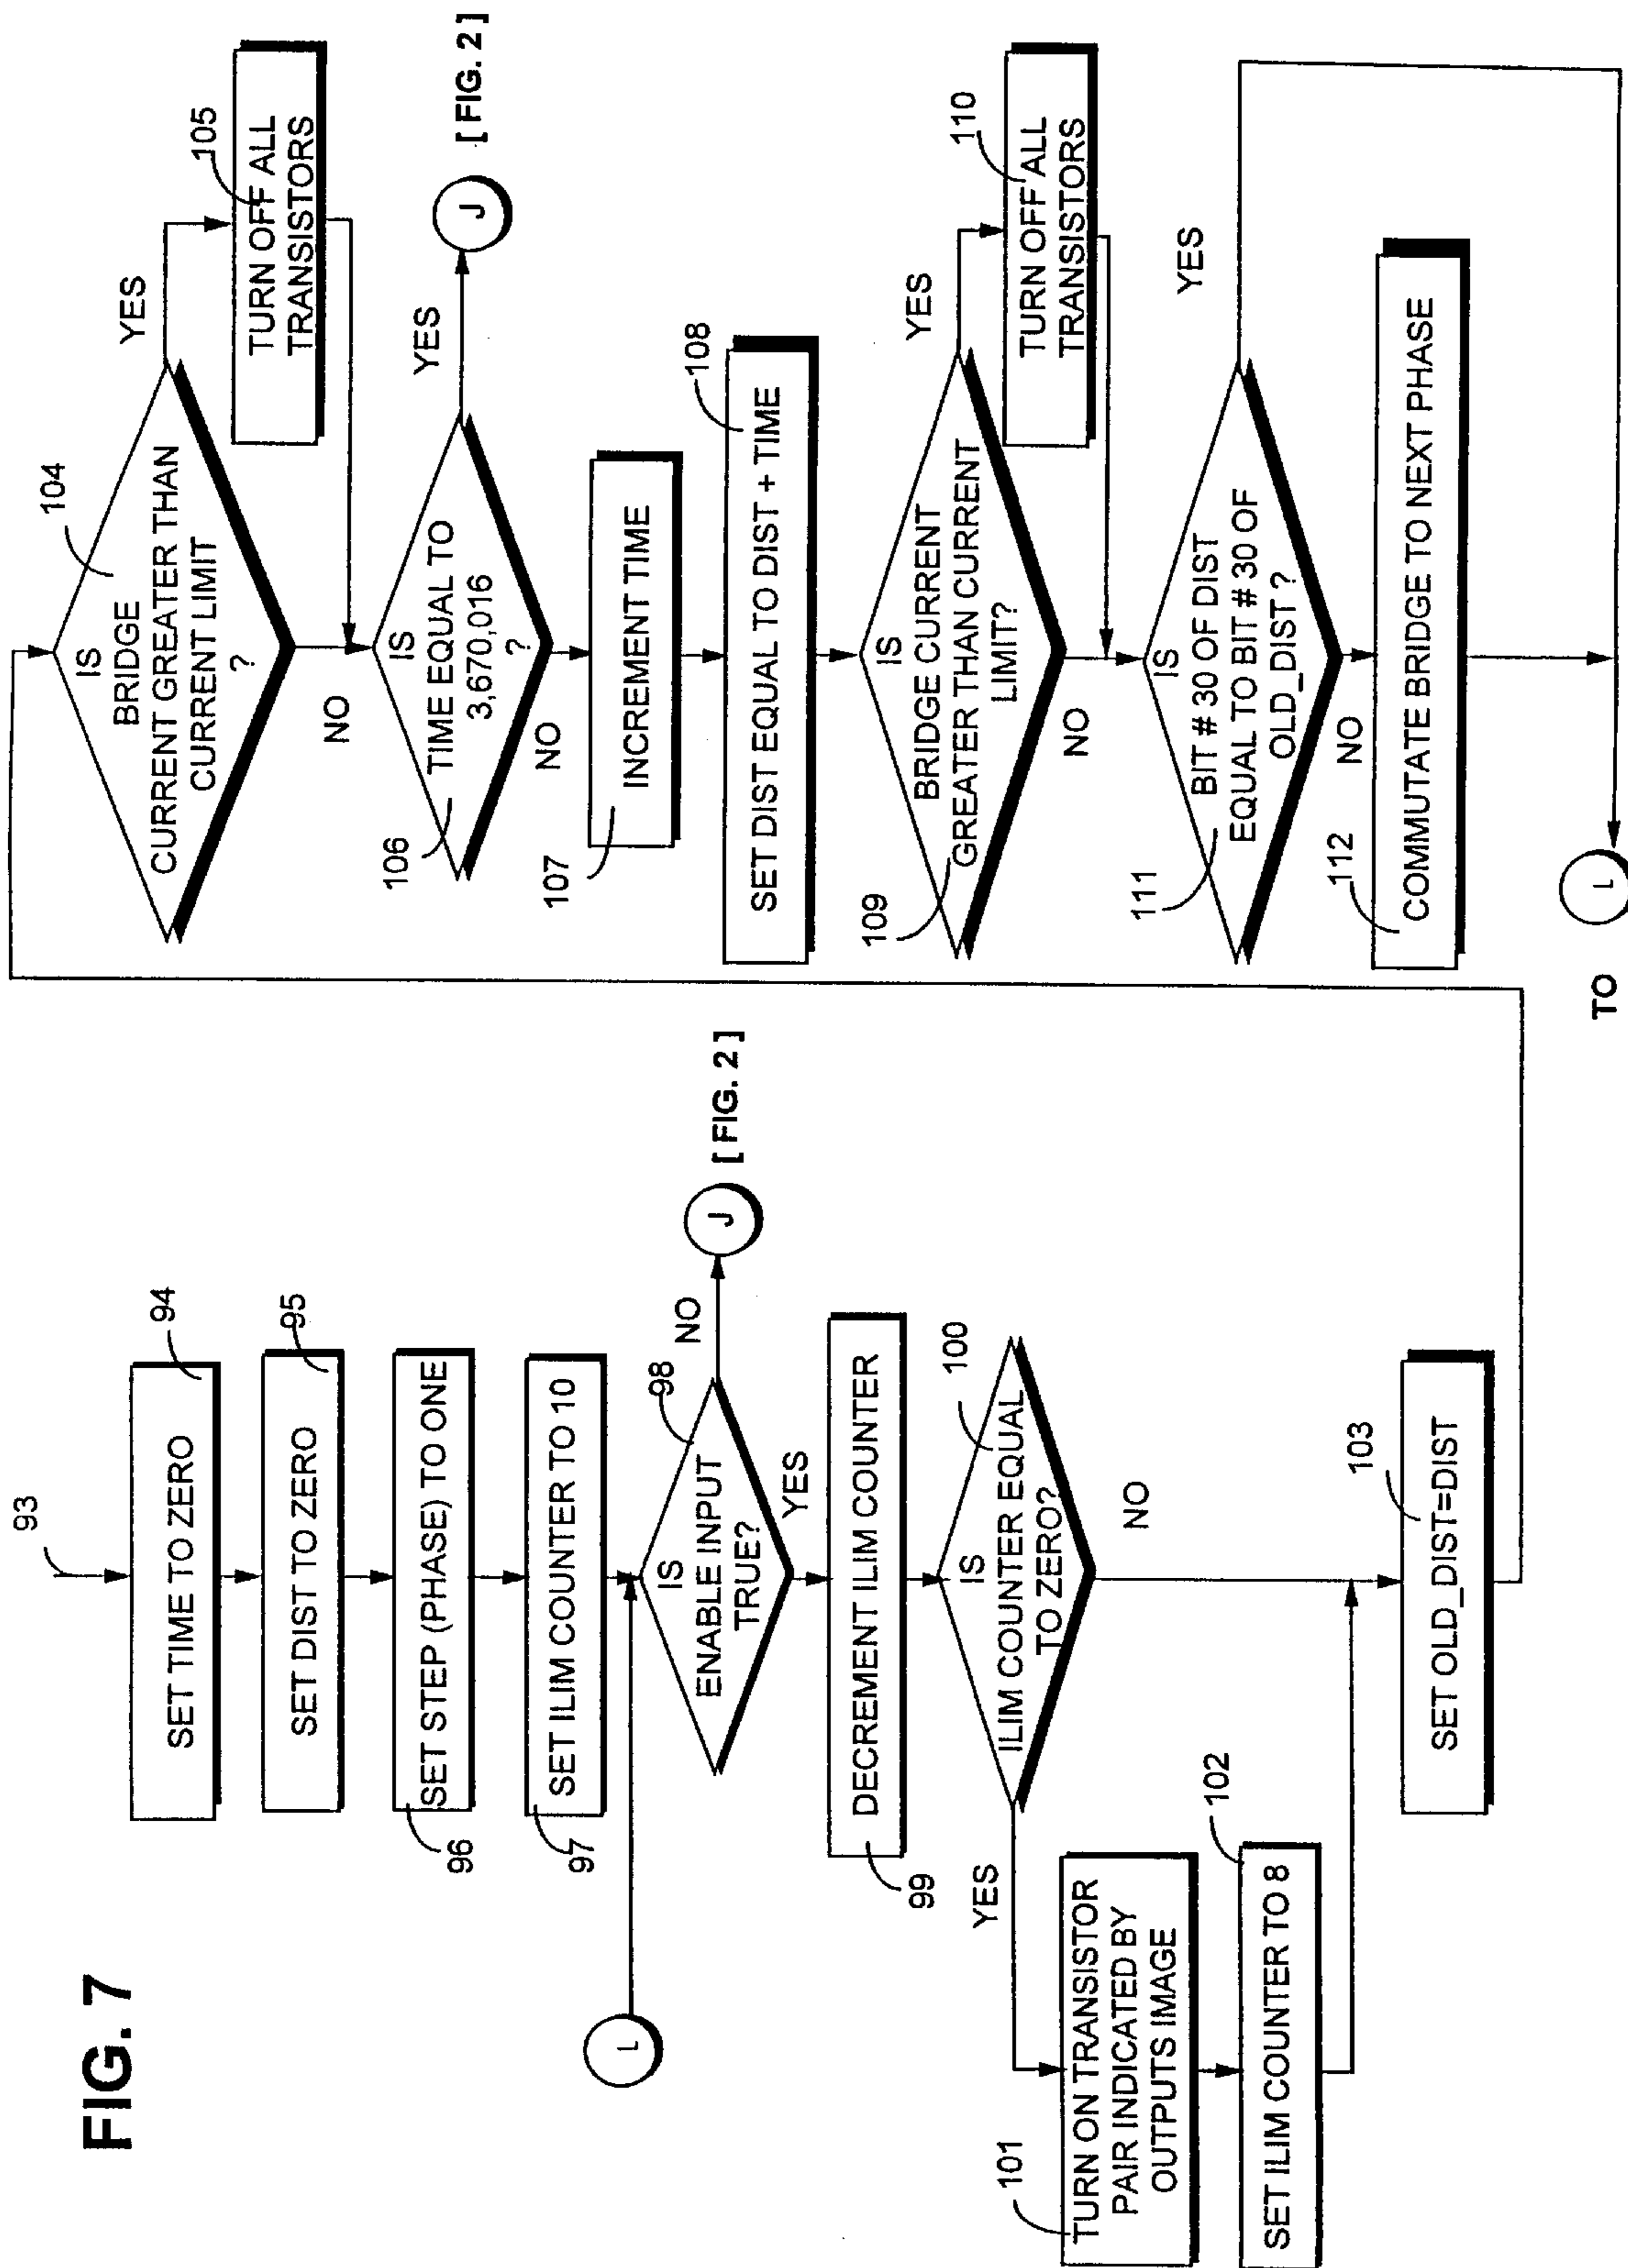 FIG. 7
93
SET TIME TO ZERO
94
SET DIST TO ZERO
95
SET STEP (PHASE) TO ONE
96
SET ILIM COUNTER TO 10
97
L
IS
ENABLE INPUT
TRUE?
98
NO
J
[ FIG. 2 ]
YES
DECREMENT ILIM COUNTER
99
IS
ILIM COUNTER EQUAL
TO ZERO?
100
YES
NO
TURN ON TRANSISTOR
PAIR INDICATED BY
OUTPUTS IMAGE
101
SET ILIM COUNTER TO 8
102
SET OLD_DIST=DIST
103
IS
BRIDGE
CURRENT GREATER THAN
CURRENT LIMIT
?
104
YES
TURN OFF ALL
TRANSISTORS
105
NO
IS
TIME EQUAL TO
3,670,016
?
106
YES
J
[ FIG. 2 ]
NO
INCREMENT TIME
107
SET DIST EQUAL TO DIST + TIME
108
IS
BRIDGE CURRENT
GREATER THAN CURRENT
LIMIT?
109
YES
TURN OFF ALL
TRANSISTORS
110
NO
IS
BIT # 30 OF DIST
EQUAL TO BIT # 30 OF
OLD_DIST ?
111
YES
NO
COMMUTATE BRIDGE TO NEXT PHASE
112
TO
L